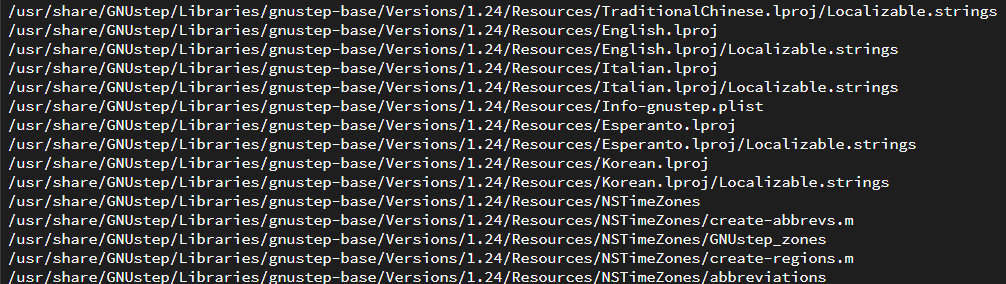 /usr/share/GNUstep/Libraries/gnustep-base/Versions/1.24/Resources/TraditionalChinese.lproj/Localizable.strings
/usr/share/GNUstep/Libraries/gnustep-base/Versions/1.24/Resources/English.lproj
/usr/share/GNUstep/Libraries/gnustep-base/Versions/1.24/Resources/English.lproj/Localizable.strings
/usr/share/GNUstep/Libraries/gnustep-base/Versions/1.24/Resources/Italian.lproj
/usr/share/GNUstep/Libraries/gnustep-base/Versions/1.24/Resources/Italian.lproj/Localizable.strings
/usr/share/GNUstep/Libraries/gnustep-base/Versions/1.24/Resources/Info-gnustep.plist
/usr/share/GNUstep/Libraries/gnustep-base/Versions/1.24/Resources/Esperanto.lproj
/usr/share/GNUstep/Libraries/gnustep-base/Versions/1.24/Resources/Esperanto.lproj/Localizable.strings
/usr/share/GNUstep/Libraries/gnustep-base/Versions/1.24/Resources/Korean.lproj
/usr/share/GNUstep/Libraries/gnustep-base/Versions/1.24/Resources/Korean.lproj/Localizable.strings
/usr/share/GNUstep/Libraries/gnustep-base/Versions/1.24/Resources/NSTimeZones
/usr/share/GNUstep/Libraries/gnustep-base/Versions/1.24/Resources/NSTimeZones/create-abbrevs.m
/usr/share/GNUstep/Libraries/gnustep-base/Versions/1.24/Resources/NSTimeZones/GNUstep_zones
/usr/share/GNUstep/Libraries/gnustep-base/Versions/1.24/Resources/NSTimeZones/create-regions.m
/usr/share/GNUstep/Libraries/gnustep-base/Versions/1.24/Resources/NSTimeZones/abbreviations